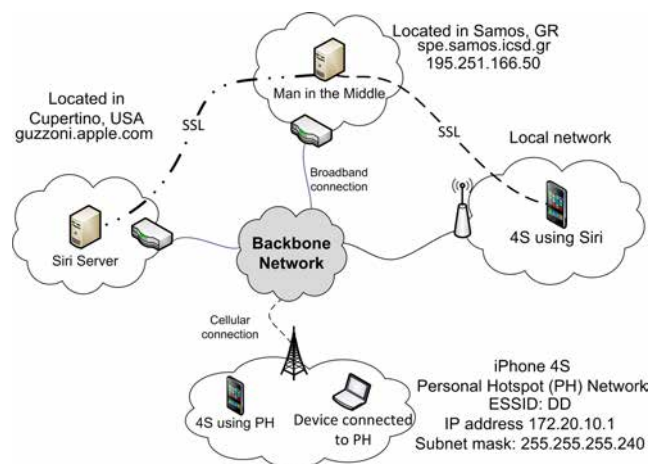 Located in Samos, GR
spe.samos.icsd.gr
195.251.166.50
Man in the Middle
Located in
Cupertino, USA
guzzoni.apple.com
SSL
SSL
Local network
Broadband
connection
Siri Server
Backbone
Network
4S using Siri
Cellular
connection
4S using PH
Device connected
to PH
iPhone 4S
Personal Hotspot (PH) Network
ESSID: DD
IP address 172.20.10.1
Subnet mask: 255.255.255.240